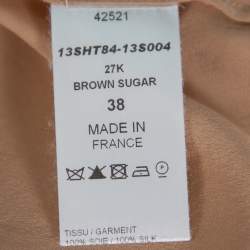 42521
13SHT84-13S004
27K
BROWN SUGAR
38
MADE IN
FRANCE
TISSU / GARMENT
100% SOIE / 100% SILK